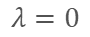 λ = 0